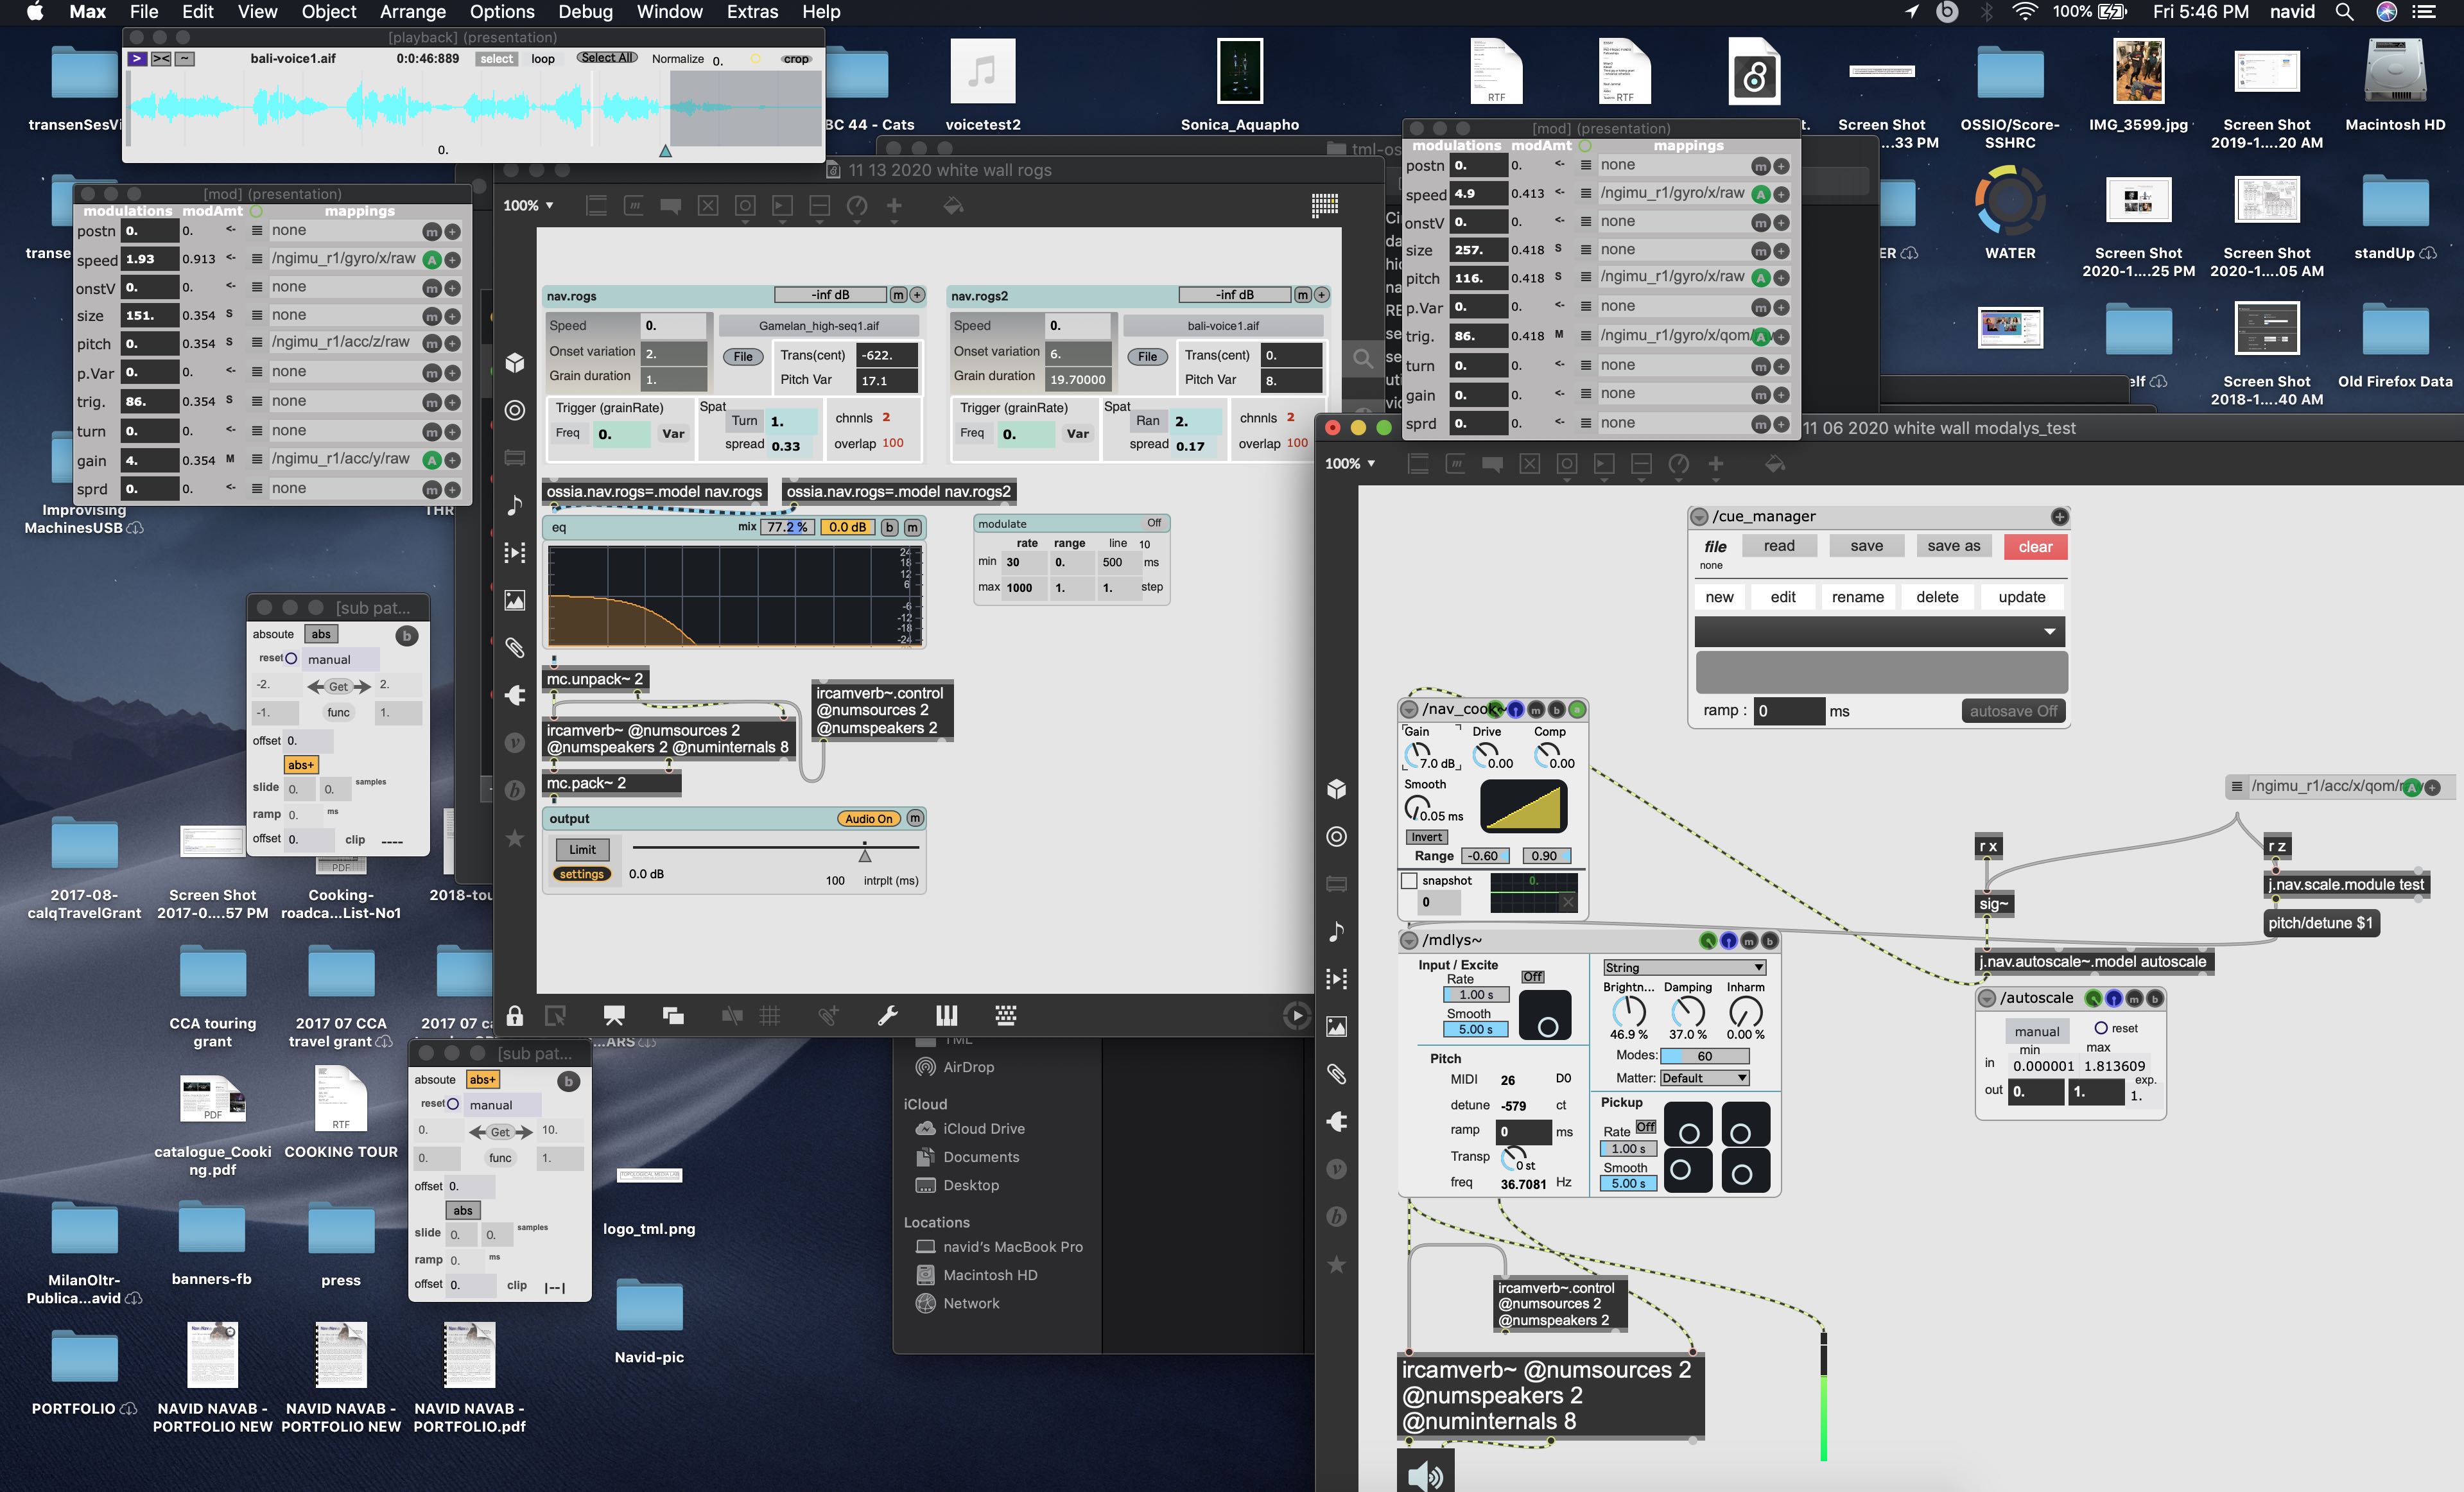 Max File Edit View Object Arrange Options Debug Window Extras Help
100% Fri 5:46 PM navid
[playback] (presentation)
bali-voice1.aif 0:0:46:889 select loop Select All Normalize 0. crop
0.
transenSesVi
BC 44 - Cats
voicetest2
Sonica_Aquapho
RTF
RTF
Screen Shot
...33 PM
OSSIO/Score-
SSHRC
IMG_3599.jpg
Screen Shot
2019-1....20 AM
Macintosh HD
WATER
Screen Shot
2020-1....25 PM
Screen Shot
2020-1....05 AM
standUp
elf
Screen Shot
2018-1....40 AM
Old Firefox Data
[mod] (presentation)
modulations modAmt mappings
postn 0. 0. <- none m +
speed 1.93 0.913 <- /ngimu_r1/gyro/x/raw A +
onstV 0. 0. <- none m +
size 151. 0.354 S none m +
pitch 0. 0.354 S /ngimu_r1/acc/z/raw m +
p.Var 0. 0. <- none m +
trig. 86. 0.354 S none m +
turn 0. 0. <- none m +
gain 4. 0.354 M /ngimu_r1/acc/y/raw A +
sprd 0. 0. <- none m +
[mod] (presentation)
modulations modAmt mappings
postn 0. 0. <- none m +
speed 4.9 0.413 <- /ngimu_r1/gyro/x/raw A +
onstV 0. 0. <- none m +
size 257. 0.418 S none m +
pitch 116. 0.418 S /ngimu_r1/gyro/x/raw A +
p.Var 0. 0. <- none m +
trig. 86. 0.418 M /ngimu_r1/gyro/x/qom/ A +
turn 0. 0. <- none m +
gain 0. 0. <- none m +
sprd 0. 0. <- none m +
tml-os
11 13 2020 white wall rogs
100%
nav.rogs -inf dB m +
Speed 0. Gamelan_high-seq1.aif
Onset variation 2. File Trans(cent) -622.
Grain duration 1. Pitch Var 17.1
Trigger (grainRate) Spat chnnls 2
Freq 0. Var Turn 1.
spread 0.33 overlap 100
nav.rogs2 -inf dB m +
Speed 0. bali-voice1.aif
Onset variation 6. File Trans(cent) 0.
Grain duration 19.70000 Pitch Var 8.
Trigger (grainRate) Spat chnnls 2
Freq 0. Var Ran 2.
spread 0.17 overlap 100
ossia.nav.rogs=.model nav.rogs
ossia.nav.rogs=.model nav.rogs2
eq mix 77.2 % 0.0 dB b m
24
18
12
6
-6
-12
-18
-24
modulate Off
rate range line 10
min 30 0. 500 ms
max 1000 1. 1. step
mc.unpack~ 2
ircamverb~.control
@numsources 2
@numspeakers 2
ircamverb~ @numsources 2
@numspeakers 2 @numinternals 8
mc.pack~ 2
output Audio On m
Limit
settings 0.0 dB 100 intrplt (ms)
Improvising
MachinesUSB
THR
[sub pat...
absoute abs b
reset manual
-2. Get 2.
-1. func 1.
offset 0.
abs+
slide 0. 0. samples
ramp 0. ms
offset 0. clip ----
PDF
2017-08-
calqTravelGrant
Screen Shot
2017-0....57 PM
Cooking-
roadca...List-No1
2018-tou
CCA touring
grant
2017 07 CCA
travel grant
2017 07 c
...ARS
[sub pat...
absoute abs+ b
reset manual
0. Get 10.
0. func 1.
offset 0.
abs
slide 0. 0. samples
ramp 0. ms
offset 0. clip |--|
PDF
catalogue_Cooki
ng.pdf
RTF
COOKING TOUR
TOPOLOGICAL MEDIA LAB
logo_tml.png
MilanOltr-
Publica...avid
banners-fb
press
Navid-pic
PORTFOLIO
NAVID NAVAB -
PORTFOLIO NEW
NAVID NAVAB -
PORTFOLIO NEW
NAVID NAVAB -
PORTFOLIO.pdf
TML
AirDrop
iCloud
iCloud Drive
Documents
Desktop
Locations
navid's MacBook Pro
Macintosh HD
Network
11 06 2020 white wall modalys_test
100%
/cue_manager +
file read save save as clear
none
new edit rename delete update
ramp : 0 ms autosave Off
/nav_cook~ m b
Gain Drive Comp
7.0 dB 0.00 0.00
Smooth
0.05 ms
Invert
Range -0.60 0.90
snapshot 0.
0
/ngimu_r1/acc/x/qom/r A +
r x
r z
j.nav.scale.module test
sig~
pitch/detune $1
j.nav.autoscale~.model autoscale
/autoscale m b
manual reset
min max
in 0.000001 1.813609
out 0. 1. exp. 1.
/mdlys~ m b
Input / Excite
Rate Off
1.00 s
Smooth
5.00 s
String
Brightn... Damping Inharm
46.9 % 37.0 % 0.00 %
Modes: 60
Matter: Default
Pitch
MIDI 26 D0
detune -579 ct
ramp 0 ms
Transp 0 st
freq 36.7081 Hz
Pickup
Rate Off
1.00 s
Smooth
5.00 s
ircamverb~.control
@numsources 2
@numspeakers 2
ircamverb~ @numsources 2
@numspeakers 2
@numinternals 8